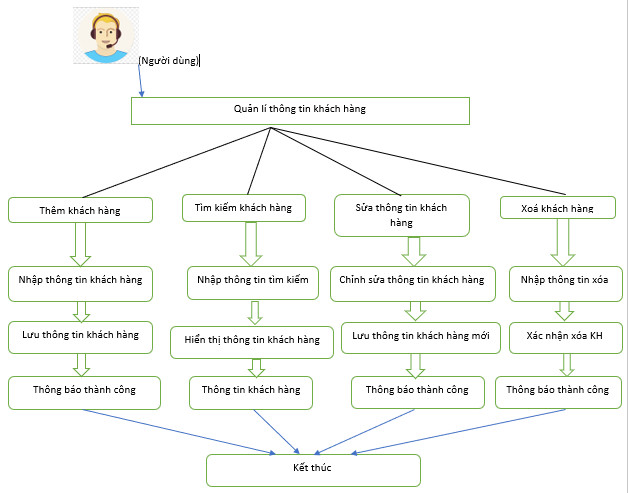 (Người dùng)
Quản lí thông tin khách hàng
Thêm khách hàng
Tìm kiếm khách hàng
Sửa thông tin khách
hàng
Xoá khách hàng
Nhập thông tin khách hàng
Nhập thông tin tìm kiếm
Chỉnh sửa thông tin khách hàng
Nhập thông tin xóa
Lưu thông tin khách hàng
Hiển thị thông tin khách hàng
Lưu thông tin khách hàng mới
Xác nhận xóa KH
Thông báo thành công
Thông tin khách hàng
Thông báo thành công
Thông báo thành công
Kết thúc